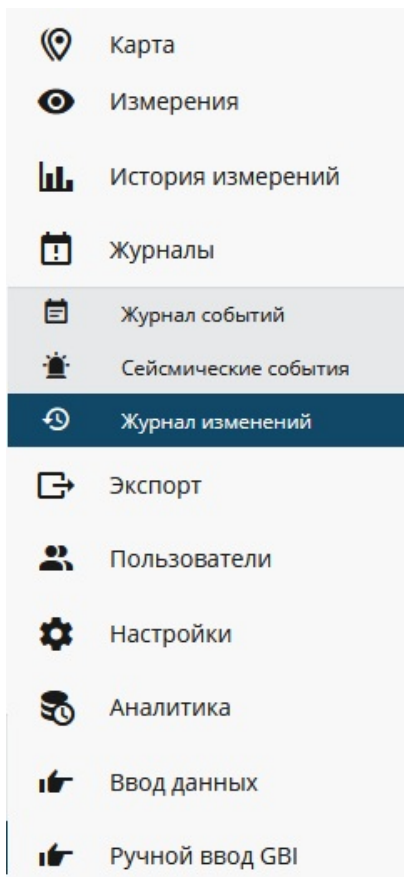 Карта
Измерения
История измерений
Журналы
Журнал событий
Сейсмические события
Журнал изменений
Экспорт
Пользователи
Настройки
Аналитика
Ввод данных
Ручной ввод GBI